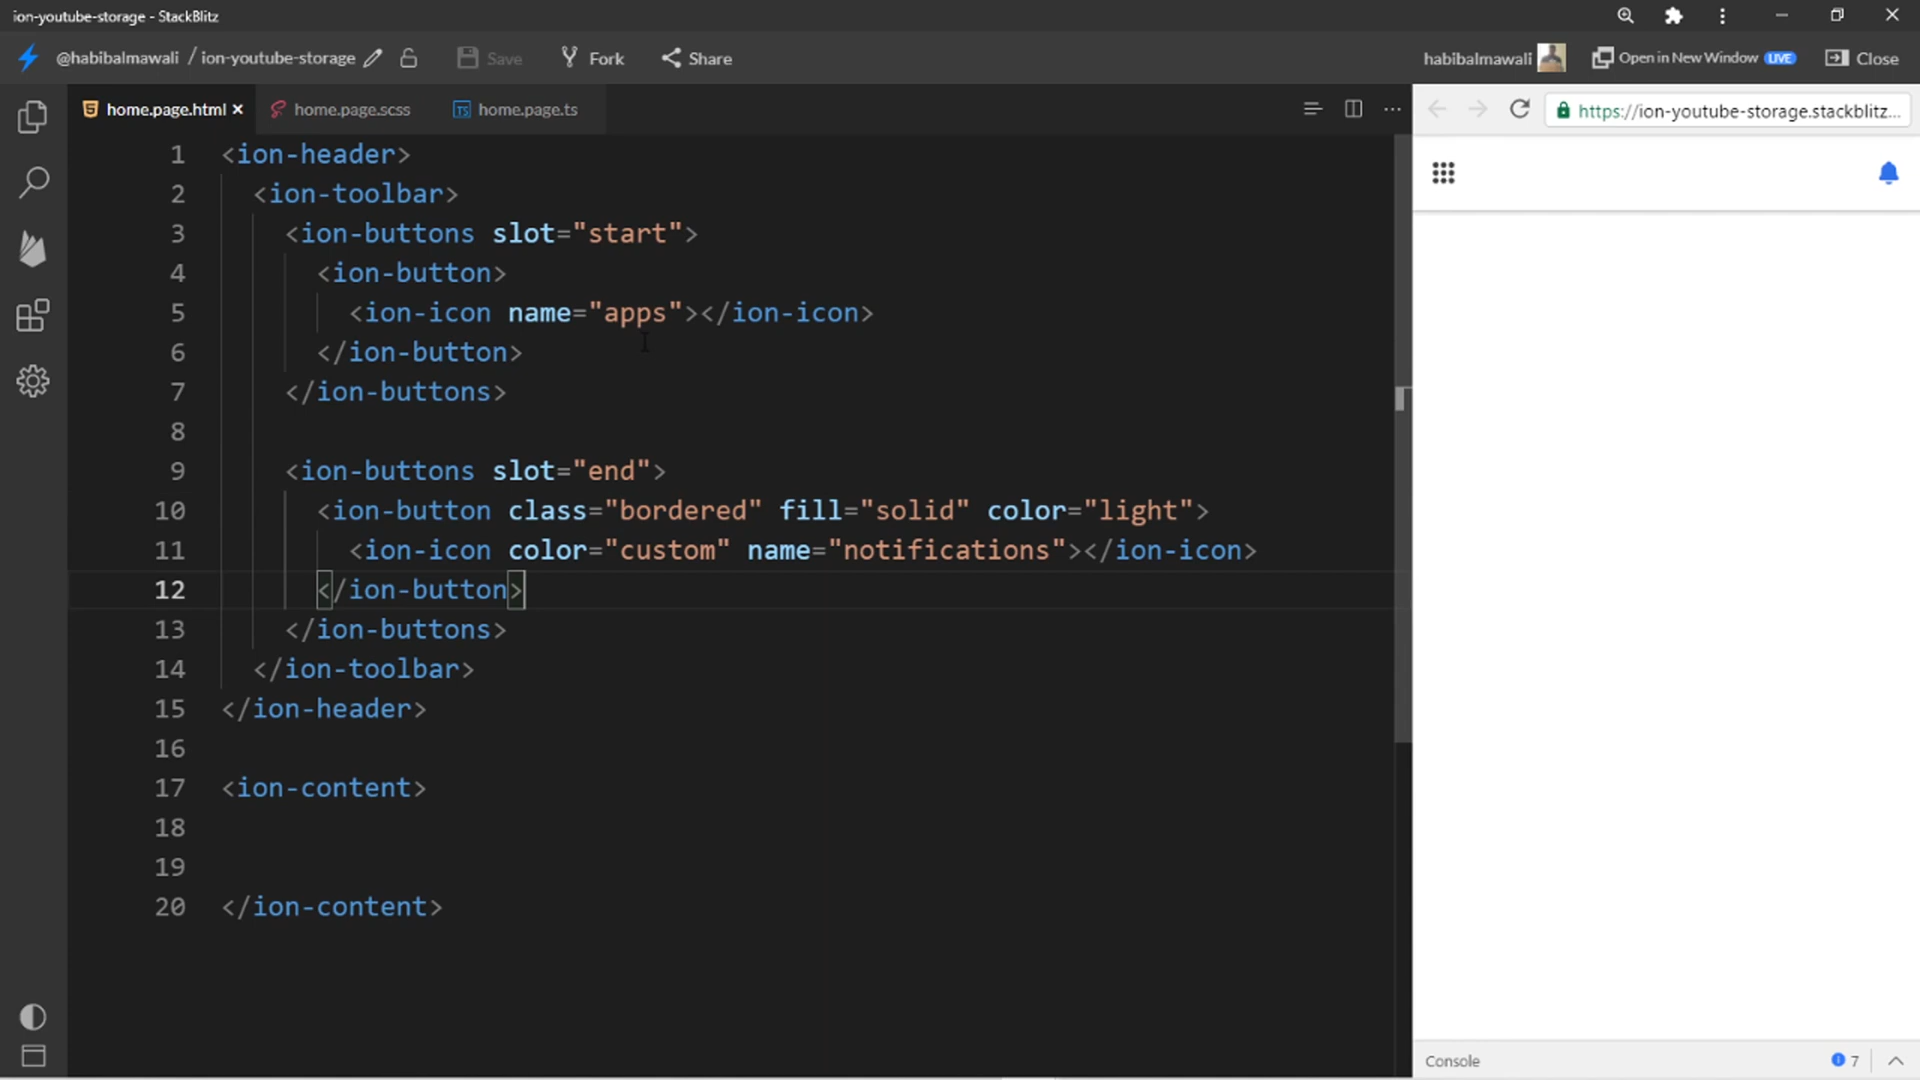 ion-youtube-storage - StackBlitz
@habibalmawali / ion-youtube-storage Save Fork Share habibalmawali Open in New Window LIVE Close
home.page.html home.page.scss TS home.page.ts https://ion-youtube-storage.stackblitz...
1 <ion-header>
2 <ion-toolbar>
3 <ion-buttons slot="start">
4 <ion-button>
5 <ion-icon name="apps"></ion-icon>
6 </ion-button>
7 </ion-buttons>
8
9 <ion-buttons slot="end">
10 <ion-button class="bordered" fill="solid" color="light">
11 <ion-icon color="custom" name="notifications"></ion-icon>
12 </ion-button>
13 </ion-buttons>
14 </ion-toolbar>
15 </ion-header>
16
17 <ion-content>
18
19
20 </ion-content>
Console 7